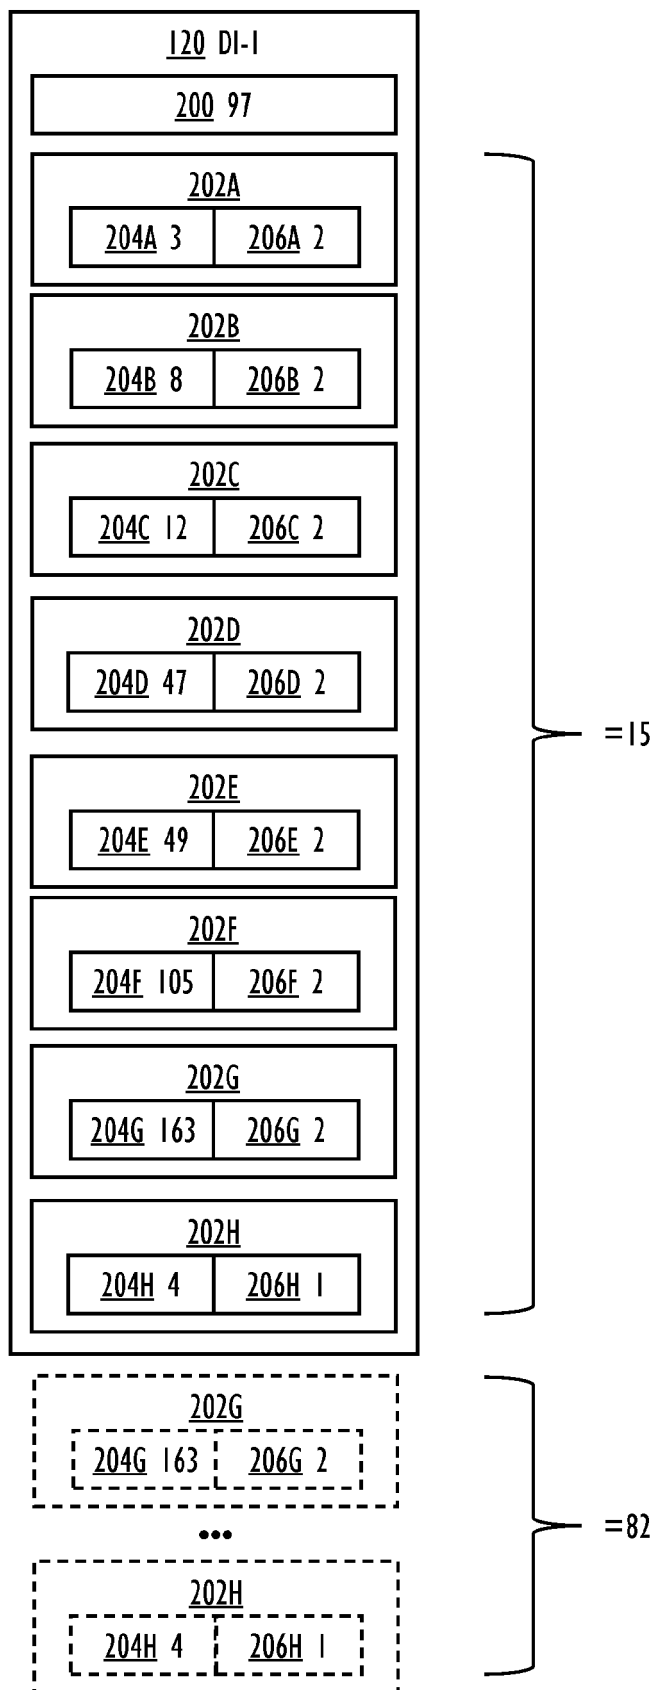 120 DI-1
200 97
202A
204A 3 206A 2
202B
204B 8 206B 2
202C
204C 12 206C 2
202D
204D 47 206D 2
=15
202E
204E 49 206E 2
202F
204F 105 206F 2
202G
204G 163 206G 2
202H
204H 4 206H 1
202G
204G 163 206G 2
•••
=82
202H
204H 4 206H 1